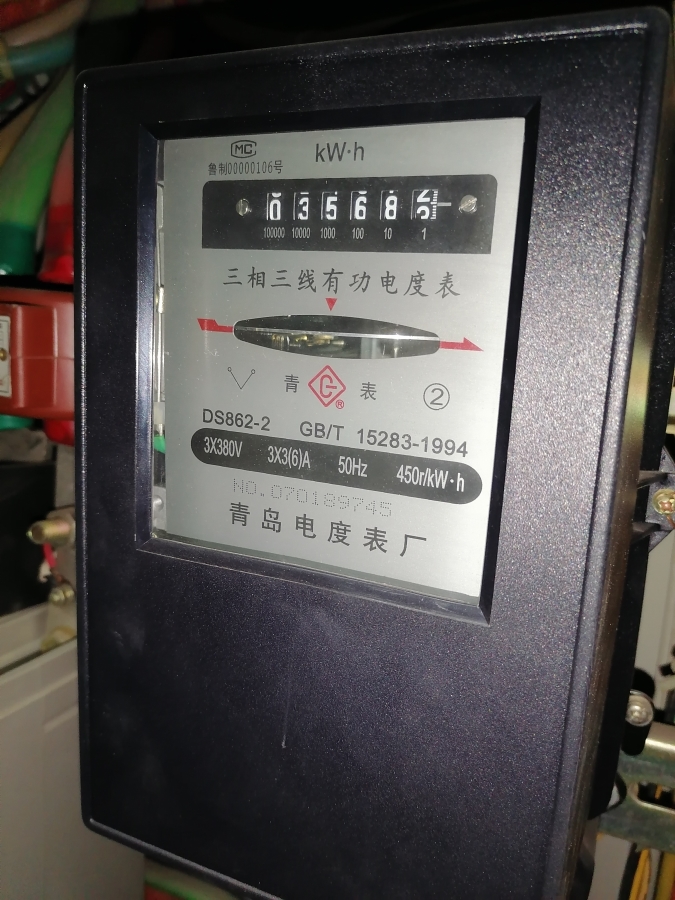 MC
kW·h
鲁制00000106号
0 3 5 6 8
100000 10000 1000 100 10 1
三相三线有功电度表
青 G® 表 ②
DS862-2 GB/T 15283-1994
3X380V 3X3(6)A 50Hz 450r/kW·h
NO.070189745
青岛电度表厂